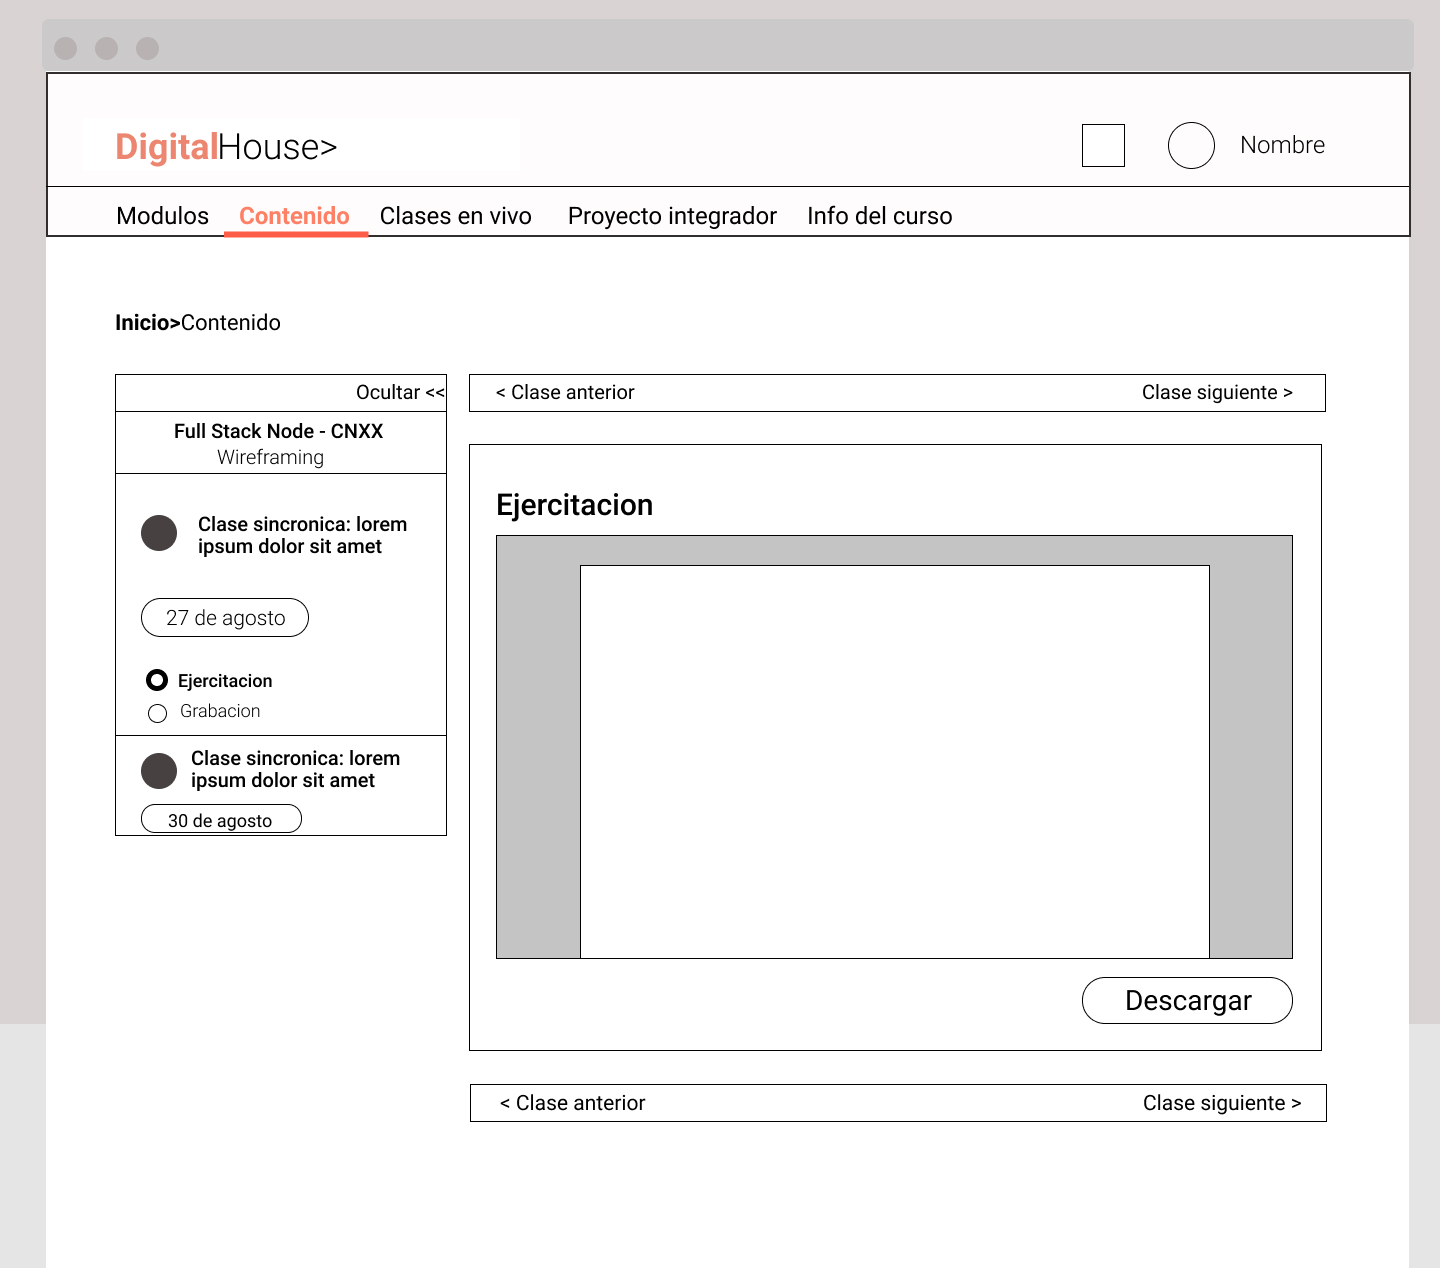 DigitalHouse>
Nombre
Modulos Contenido Clases en vivo Proyecto integrador Info del curso
Inicio>Contenido
Ocultar <<
Full Stack Node - CNXX
Wireframing
Clase sincronica: lorem
ipsum dolor sit amet
27 de agosto
Ejercitacion
Grabacion
Clase sincronica: lorem
ipsum dolor sit amet
30 de agosto
< Clase anterior Clase siguiente >
Ejercitacion
Descargar
< Clase anterior Clase siguiente >